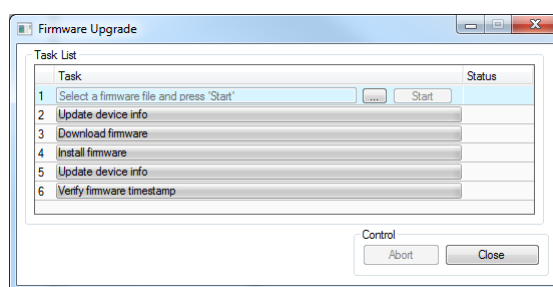 Firmware Upgrade
Task List
Task Status
1 Select a firmware file and press 'Start' ... Start
2 Update device info
3 Download firmware
4 Install firmware
5 Update device info
6 Verify firmware timestamp
Control
Abort Close